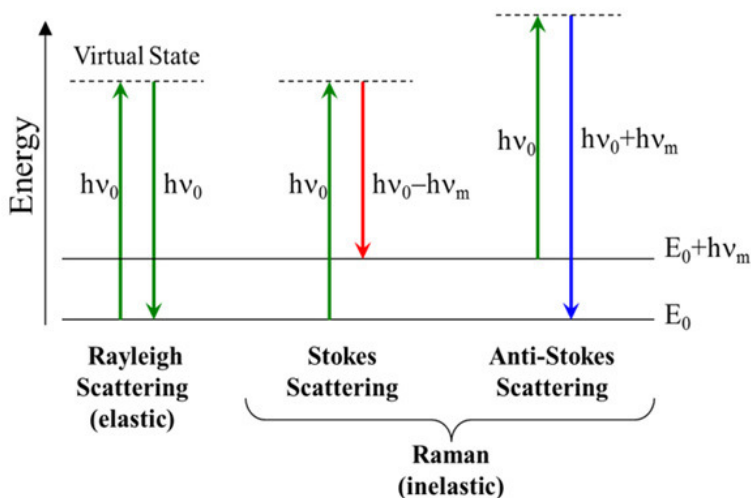 Energy
Virtual State
hν₀
hν₀
hν₀
hν₀−hνₘ
hν₀
hν₀+hνₘ
E₀+hνₘ
E₀
Rayleigh
Scattering
(elastic)
Stokes
Scattering
Anti-Stokes
Scattering
Raman
(inelastic)